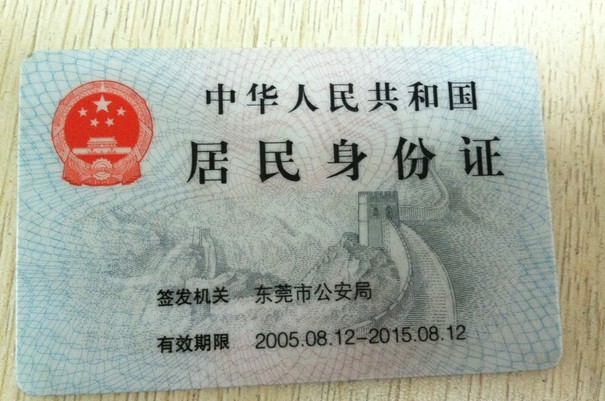 中华人民共和国
居民身份证
签发机关 东莞市公安局
有效期限 2005.08.12-2015.08.12